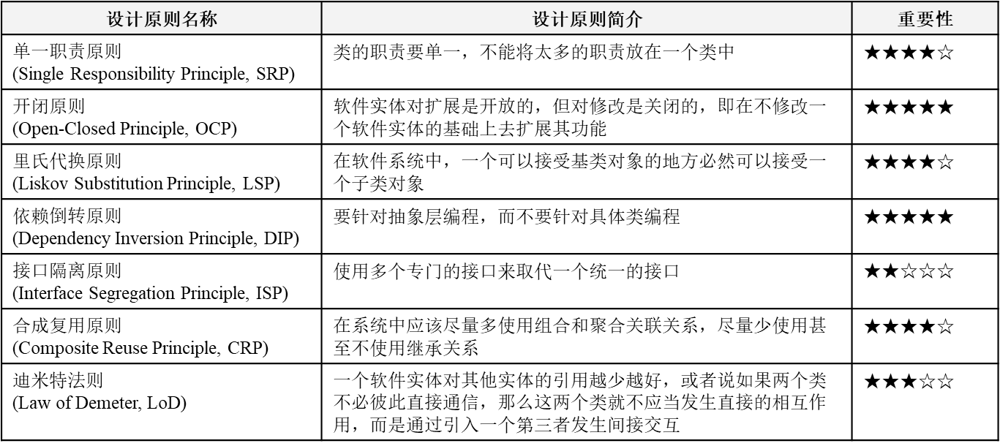 设计原则名称
设计原则简介
重要性
单一职责原则
(Single Responsibility Principle, SRP)
类的职责要单一，不能将太多的职责放在一个类中
★★★★☆
开闭原则
(Open-Closed Principle, OCP)
软件实体对扩展是开放的，但对修改是关闭的，即在不修改一
个软件实体的基础上去扩展其功能
★★★★★
里氏代换原则
(Liskov Substitution Principle, LSP)
在软件系统中，一个可以接受基类对象的地方必然可以接受一
个子类对象
★★★★☆
依赖倒转原则
(Dependency Inversion Principle, DIP)
要针对抽象层编程，而不要针对具体类编程
★★★★★
接口隔离原则
(Interface Segregation Principle, ISP)
使用多个专门的接口来取代一个统一的接口
★★☆☆☆
合成复用原则
(Composite Reuse Principle, CRP)
在系统中应该尽量多使用组合和聚合关联关系，尽量少使用甚
至不使用继承关系
★★★★☆
迪米特法则
(Law of Demeter, LoD)
一个软件实体对其他实体的引用越少越好，或者说如果两个类
不必彼此直接通信，那么这两个类就不应当发生直接的相互作
用，而是通过引入一个第三者发生间接交互
★★★☆☆